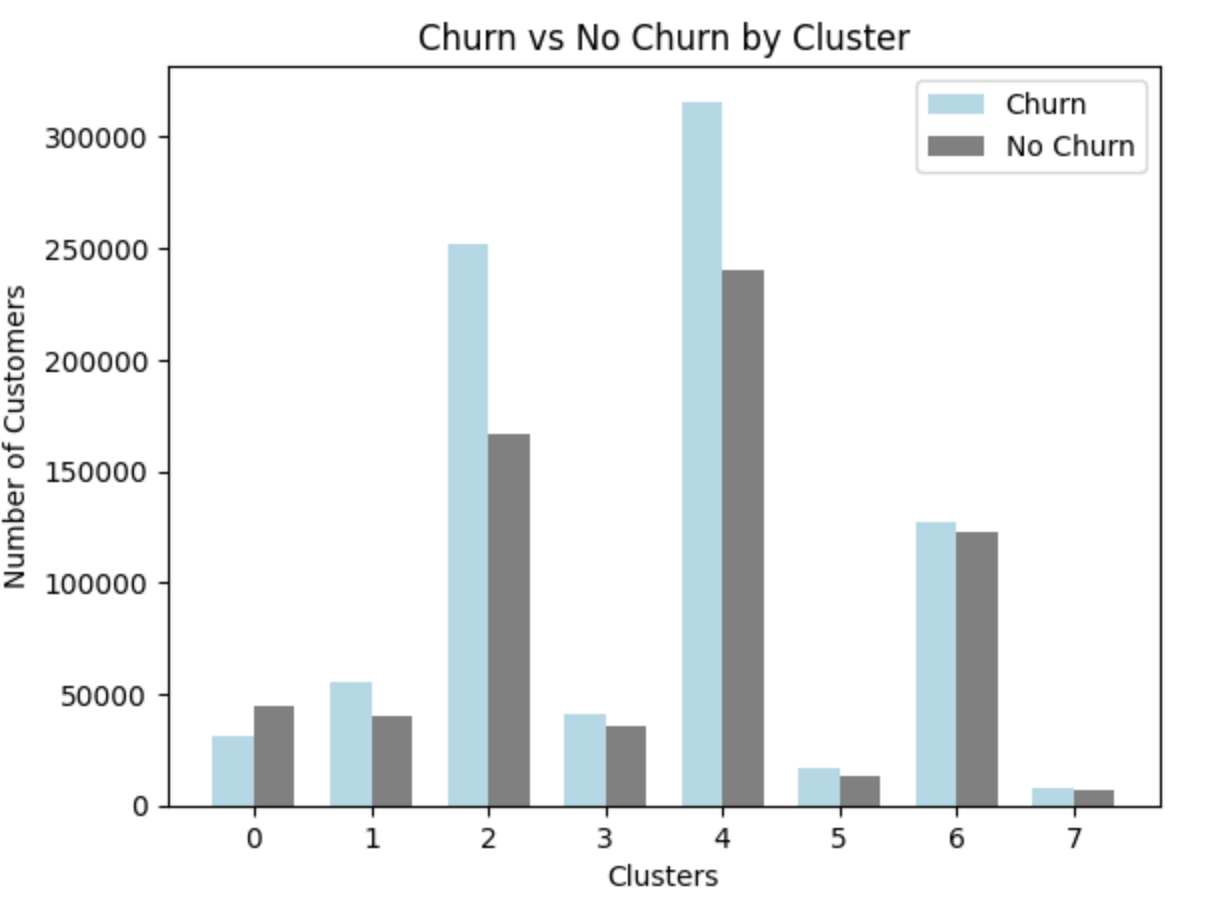 Churn vs No Churn by Cluster
Churn
No Churn
Number of Customers
300000
250000
200000
150000
100000
50000
0
0 1 2 3 4 5 6 7
Clusters